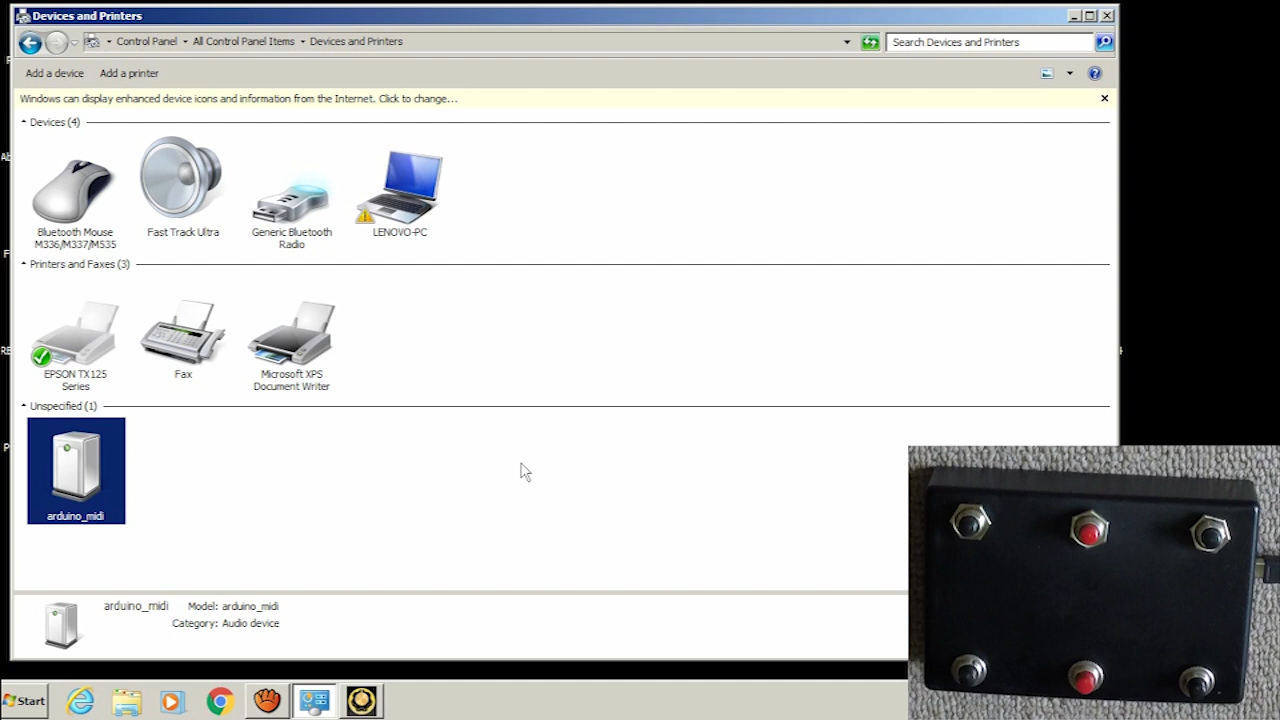 Devices and Printers
Control Panel All Control Panel Items Devices and Printers
Search Devices and Printers
Add a device Add a printer
Windows can display enhanced device icons and information from the Internet. Click to change...
Devices (4)
Bluetooth Mouse
M336/M337/M535
Fast Track Ultra
Generic Bluetooth
Radio
LENOVO-PC
Printers and Faxes (3)
EPSON TX125
Series
Fax
Microsoft XPS
Document Writer
Unspecified (1)
arduino_midi
arduino_midi Model: arduino_midi
Category: Audio device
Start